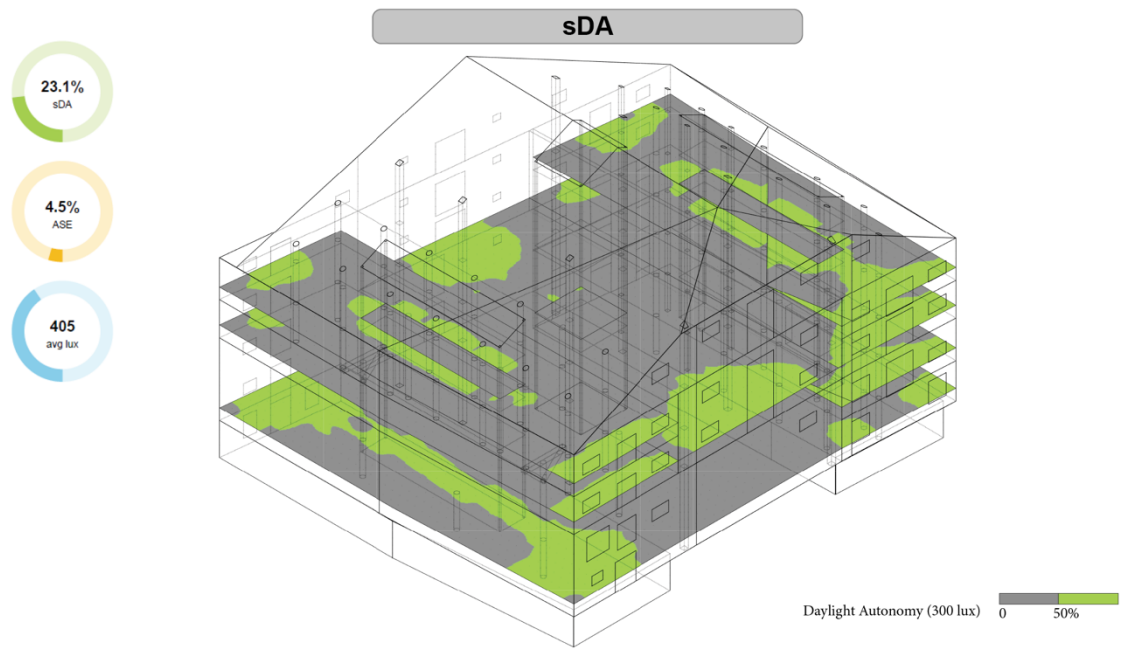 sDA
23.1%
sDA
4.5%
ASE
405
avg lux
Daylight Autonomy (300 lux)
0 50%